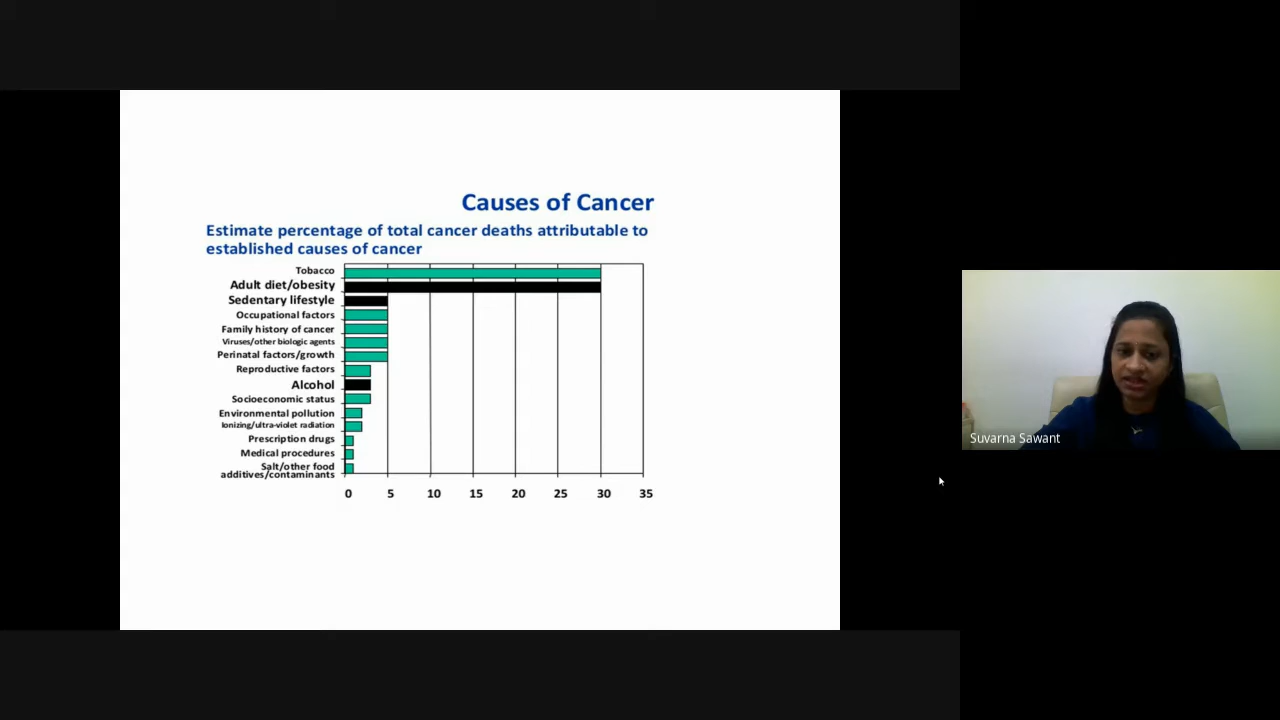 Causes of Cancer
Estimate percentage of total cancer deaths attributable to
established causes of cancer
Tobacco
Adult diet/obesity
Sedentary lifestyle
Occupational factors
Family history of cancer
Viruses/other biologic agents
Perinatal factors/growth
Reproductive factors
Alcohol
Socioeconomic status
Environmental pollution
Ionizing/ultra-violet radiation
Prescription drugs
Medical procedures
Salt/other food
additives/contaminants
0 5 10 15 20 25 30 35
Suvarna Sawant